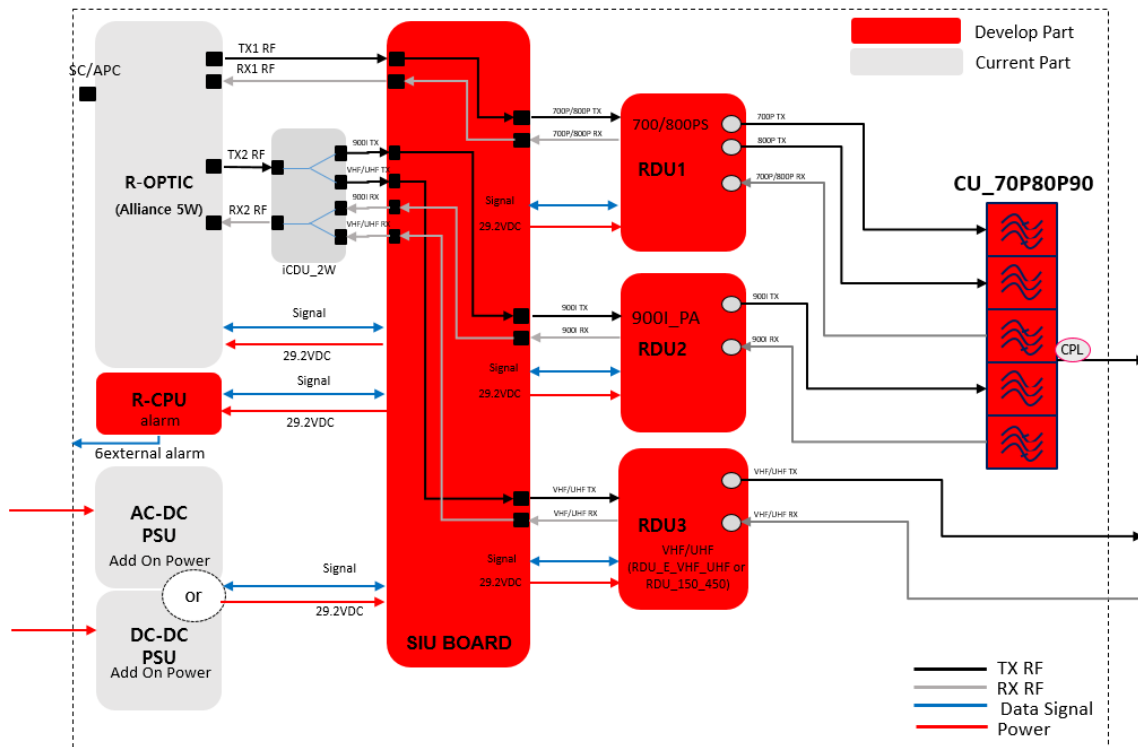 Develop Part
Current Part
SC/APC
TX1 RF
RX1 RF
TX2 RF
RX2 RF
R-OPTIC
(Alliance 5W)
900I TX
VHF/UHF TX
900I RX
VHF/UHF RX
iCDU_2W
Signal
29.2VDC
R-CPU
alarm
Signal
29.2VDC
6external alarm
AC-DC
PSU
Add On Power
or
DC-DC
PSU
Add On Power
Signal
29.2VDC
SIU BOARD
700P/800P TX
700P/800P RX
Signal
29.2VDC
700/800PS
RDU1
700P TX
800P TX
700P/800P RX
900I TX
900I RX
Signal
29.2VDC
900I_PA
RDU2
900I TX
900I RX
VHF/UHF TX
VHF/UHF RX
Signal
29.2VDC
RDU3
VHF/UHF
(RDU_E_VHF_UHF or
RDU_150_450)
VHF/UHF TX
VHF/UHF RX
CU_70P80P90
CPL
TX RF
RX RF
Data Signal
Power